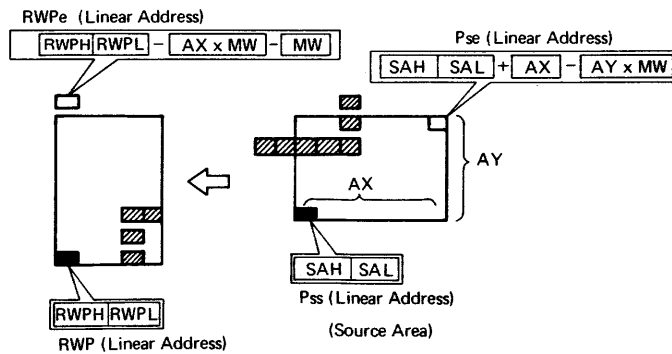 RWPe (Linear Address)
RWPH RWPL − AX x MW − MW
Pse (Linear Address)
SAH SAL + AX − AY x MW
AX
AY
SAH SAL
Pss (Linear Address)
RWPH RWPL
RWP (Linear Address)
(Source Area)